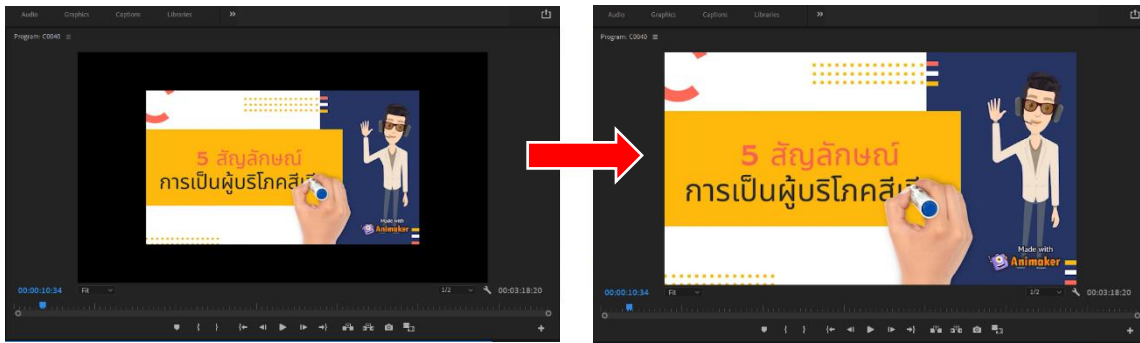 Audio Graphics Captions Libraries »
Program: C0040 ≡
5 สัญลักษณ์
การเป็นผู้บริโภคสีเ
Made with
Animaker
00:00:10:34 Fit 1/2 00:03:18:20
Audio Graphics Captions Libraries »
Program: C0040 ≡
5 สัญลักษณ์
การเป็นผู้บริโภคสีเ
Made with
Animaker
00:00:10:34 Fit 1/2 00:03:18:20